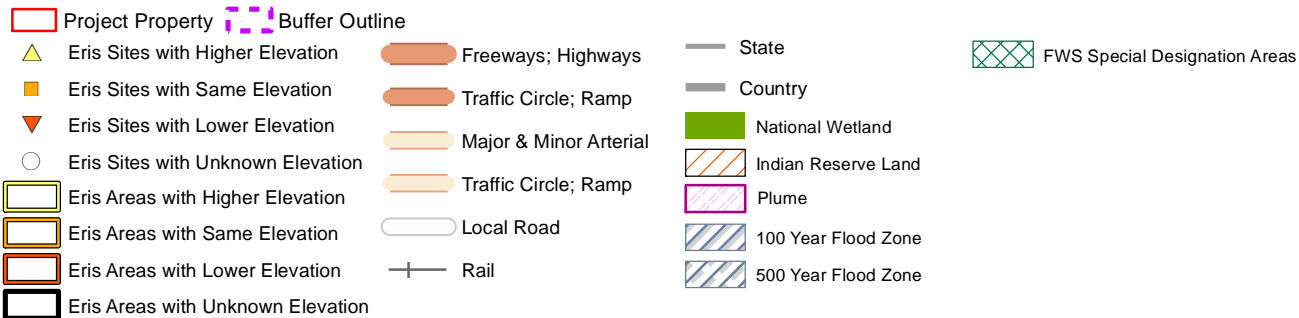 Project Property
Buffer Outline
Eris Sites with Higher Elevation
Eris Sites with Same Elevation
Eris Sites with Lower Elevation
Eris Sites with Unknown Elevation
Eris Areas with Higher Elevation
Eris Areas with Same Elevation
Eris Areas with Lower Elevation
Eris Areas with Unknown Elevation
Freeways; Highways
Traffic Circle; Ramp
Major & Minor Arterial
Traffic Circle; Ramp
Local Road
Rail
State
Country
National Wetland
Indian Reserve Land
Plume
100 Year Flood Zone
500 Year Flood Zone
FWS Special Designation Areas